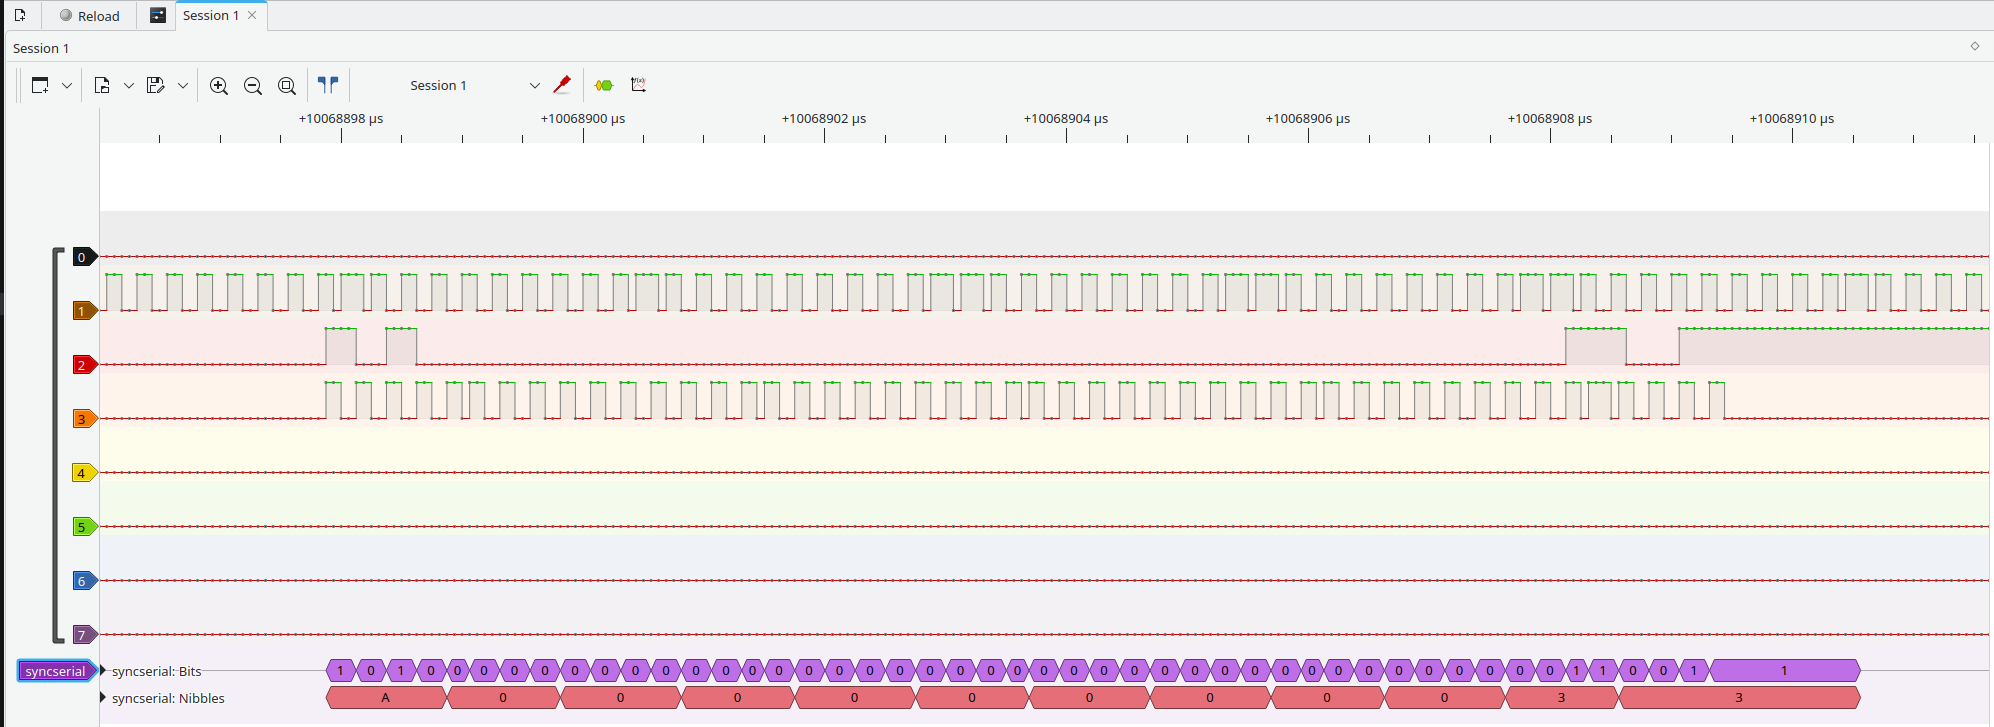 Reload
Session 1
Session 1
Session 1
+10068898 µs +10068900 µs +10068902 µs +10068904 µs +10068906 µs +10068908 µs +10068910 µs
0
1
2
3
4
5
6
7
syncserial syncserial: Bits 1 0 1 0 0 0 0 0 0 0 0 0 0 0 0 0 0 0 0 0 0 0 0 0 0 0 0 0 0 0 0 0 0 0 0 0 0 0 0 0 0 0 1 1 0 0 1 1
syncserial: Nibbles A 0 0 0 0 0 0 0 0 0 3 3